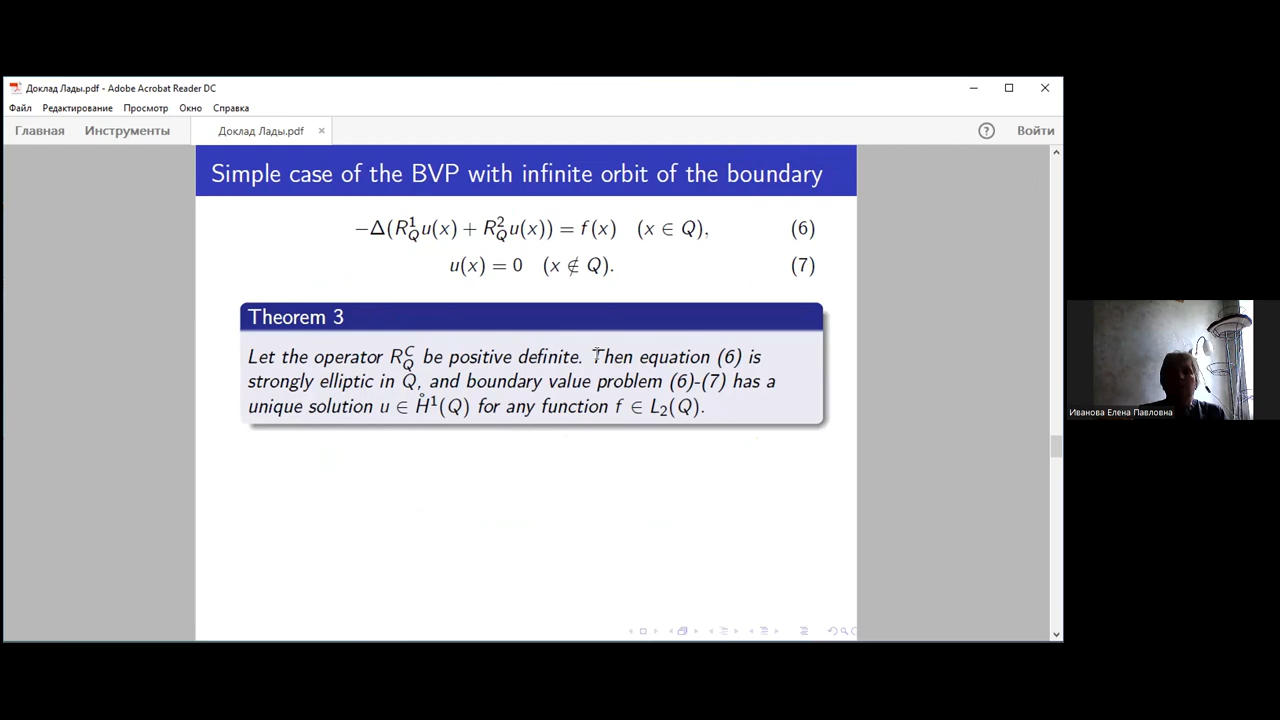 Доклад Лады.pdf - Adobe Acrobat Reader DC
Файл Редактирование Просмотр Окно Справка
Главная Инструменты Доклад Лады.pdf × ? Войти
Simple case of the BVP with infinite orbit of the boundary
−Δ(R¹_Q u(x) + R²_Q u(x)) = f(x) (x ∈ Q), (6)
u(x) = 0 (x ∉ Q). (7)
Theorem 3
Let the operator R^C_Q be positive definite. Then equation (6) is
strongly elliptic in Q̄, and boundary value problem (6)-(7) has a
unique solution u ∈ H̊¹(Q) for any function f ∈ L₂(Q).
Иванова Елена Павловна